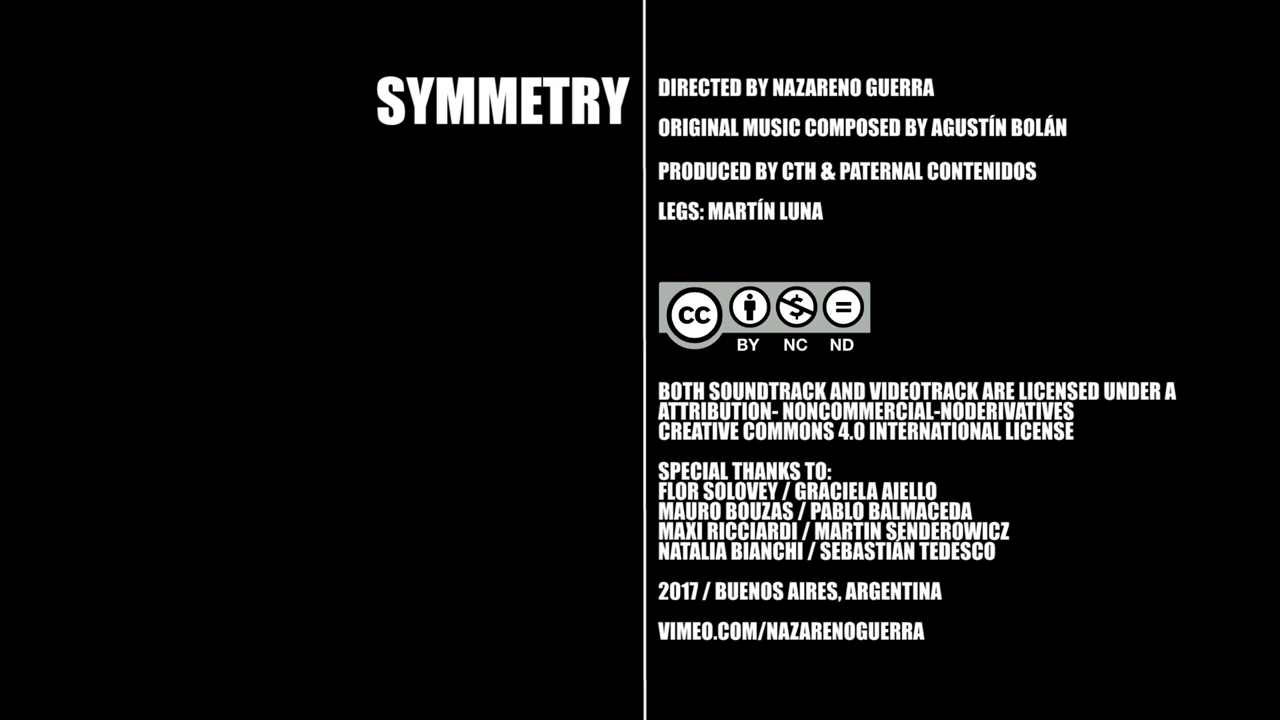 SYMMETRY
DIRECTED BY NAZARENO GUERRA
ORIGINAL MUSIC COMPOSED BY AGUSTÍN BOLÁN
PRODUCED BY CTH & PATERNAL CONTENIDOS
LEGS: MARTÍN LUNA
CC
BY NC ND
BOTH SOUNDTRACK AND VIDEOTRACK ARE LICENSED UNDER A
ATTRIBUTION- NONCOMMERCIAL-NODERIVATIVES
CREATIVE COMMONS 4.0 INTERNATIONAL LICENSE
SPECIAL THANKS TO:
FLOR SOLOVEY / GRACIELA AIELLO
MAURO BOUZAS / PABLO BALMACEDA
MAXI RICCIARDI / MARTIN SENDEROWICZ
NATALIA BIANCHI / SEBASTIÁN TEDESCO
2017 / BUENOS AIRES, ARGENTINA
VIMEO.COM/NAZARENOGUERRA